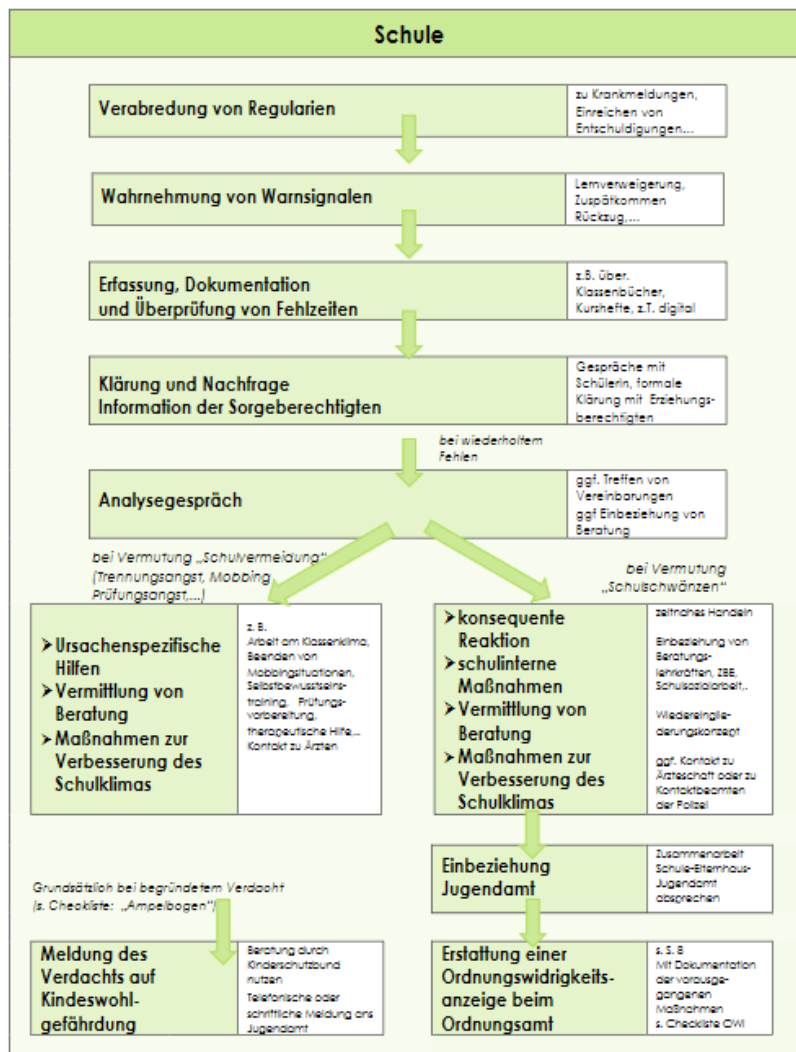 Schule
Verabredung von Regularien
zu Krankmeldungen,
Einreichen von
Entschuldigungen...
Wahrnehmung von Warnsignalen
Lernverweigerung,
Zuspätkommen
Rückzug,...
Erfassung, Dokumentation
und Überprüfung von Fehlzeiten
z.B. über.
Klassenbücher,
Kurshefte, z.T. digital
Klärung und Nachfrage
Information der Sorgeberechtigten
Gespräche mit
SchülerIn, formale
Klärung mit Erziehungs-
berechtigten
bei wiederholtem
Fehlen
Analysegespräch
ggf. Treffen von
Vereinbarungen
ggf Einbeziehung von
Beratung
bei Vermutung „Schulvermeidung“
(Trennungsangst, Mobbing
Prüfungsangst,...)
bei Vermutung
„Schulschwänzen“
➢ Ursachenspezifische
Hilfen
➢ Vermittlung von
Beratung
➢ Maßnahmen zur
Verbesserung des
Schulklimas
z. B.
Arbeit am Klassenklima,
Beenden von
Mobbingsituationen,
Selbstbewusstseins-
training, Prüfungs-
vorbereitung,
therapeutische Hilfe,..
Kontakt zu Ärzten
➢ konsequente
Reaktion
➢ schulinterne
Maßnahmen
➢ Vermittlung von
Beratung
➢ Maßnahmen zur
Verbesserung des
Schulklimas
zeitnahes Handeln
Einbeziehung von
Beratungs-
lehrkräften, ZBE,
Schulsozialarbeit,.
Wiedereinglie-
derungskonzept
ggf. Kontakt zu
Ärzteschaft oder zu
Kontaktbeamten
der Polizei
Einbeziehung
Jugendamt
Zusammenarbeit
Schule-Elternhaus-
Jugendamt
absprechen
Grundsätzlich bei begründetem Verdacht
(s. Checkliste: „Ampelbogen“)
Meldung des
Verdachts auf
Kindeswohl-
gefährdung
Beratung durch
Kinderschutzbund
nutzen
Telefonische oder
schriftliche Meldung ans
Jugendamt
Erstattung einer
Ordnungswidrigkeits-
anzeige beim
Ordnungsamt
s. S. 8
Mit Dokumentation
der vorausge-
gangenen
Maßnahmen
s. Checkliste OWI